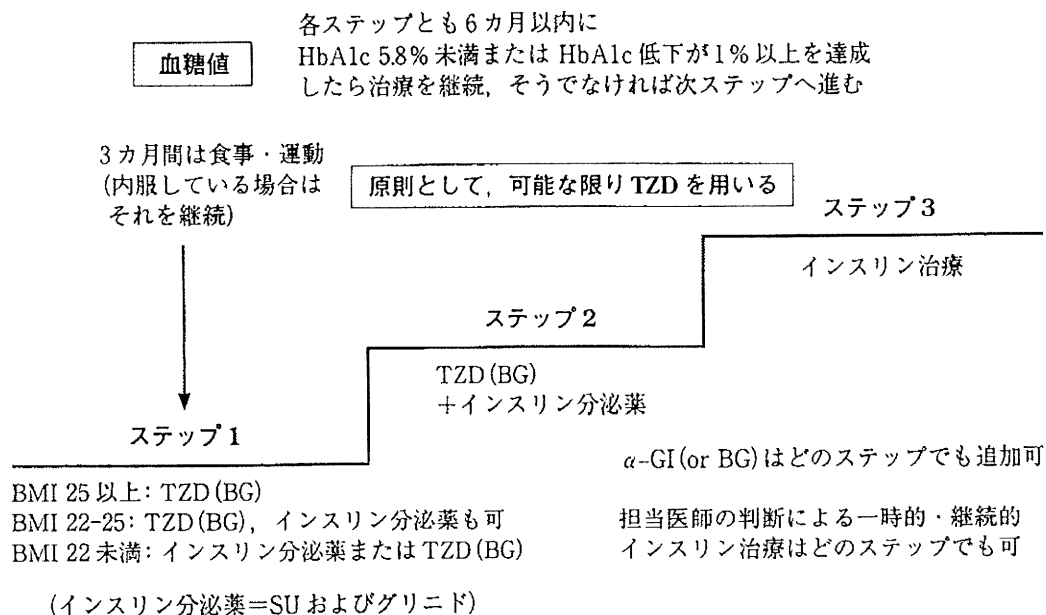 血糖値
各ステップとも6カ月以内に
HbA1c 5.8%未満または HbA1c 低下が1%以上を達成
したら治療を継続，そうでなければ次ステップへ進む
3カ月間は食事・運動
(内服している場合は
それを継続)
原則として，可能な限り TZD を用いる
ステップ3
インスリン治療
ステップ2
TZD(BG)
＋インスリン分泌薬
ステップ1
BMI 25以上: TZD(BG)
BMI 22-25: TZD(BG)，インスリン分泌薬も可
BMI 22未満: インスリン分泌薬またはTZD(BG)
(インスリン分泌薬＝SUおよびグリニド)
α-GI(or BG)はどのステップでも追加可
担当医師の判断による一時的・継続的
インスリン治療はどのステップでも可